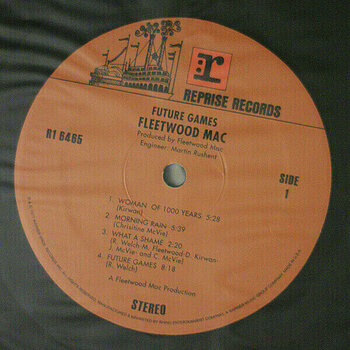 r
REPRISE RECORDS
FUTURE GAMES
FLEETWOOD MAC
Produced by Fleetwood Mac
Engineer: Martin Rushent
R1 6465
SIDE
1
1. WOMAN OF 1000 YEARS 5:28
(Kirwan)
2. MORNING RAIN 5:39
(Chrisitine McVie)
3. WHAT A SHAME 2:20
(R. Welch-M. Fleetwood-D. Kirwan-
J. McVie- and C. McVie)
4. FUTURE GAMES 8:18
(R. Welch)
A Fleetwood Mac Production
STEREO